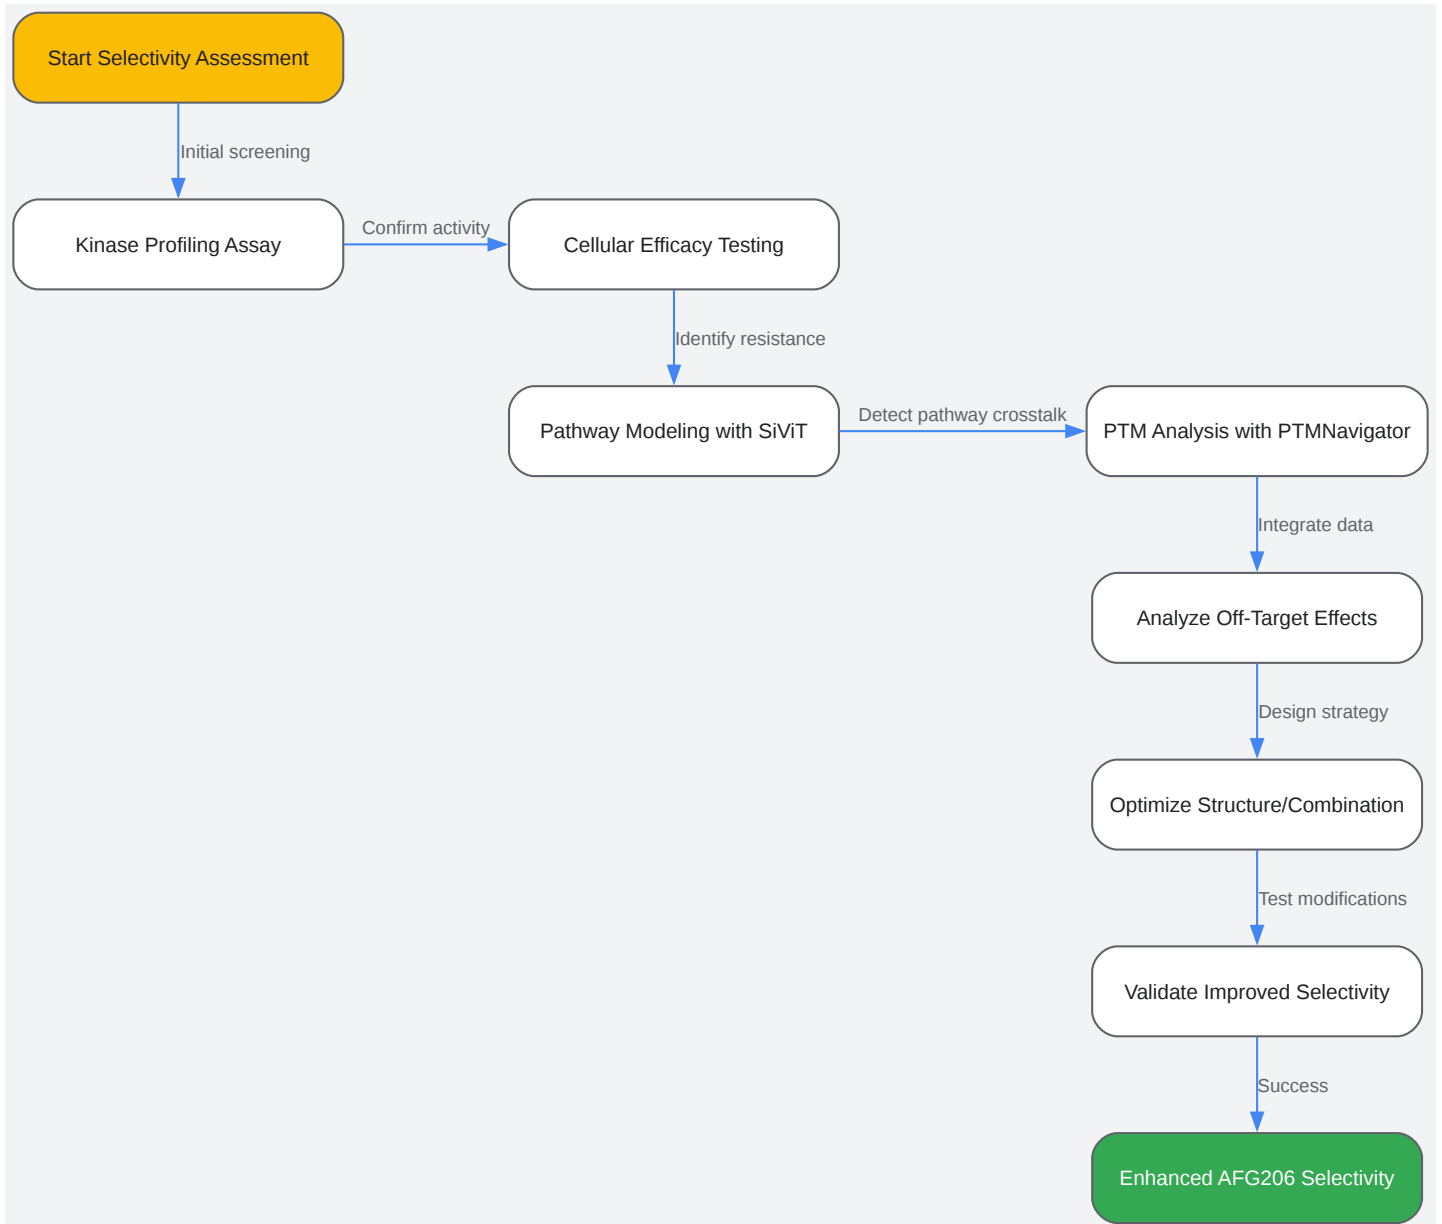 Start Selectivity Assessment
Initial screening
Kinase Profiling Assay
Confirm activity
Cellular Efficacy Testing
Identify resistance
Pathway Modeling with SiViT
Detect pathway crosstalk
PTM Analysis with PTMNavigator
Integrate data
Analyze Off-Target Effects
Design strategy
Optimize Structure/Combination
Test modifications
Validate Improved Selectivity
Success
Enhanced AFG206 Selectivity